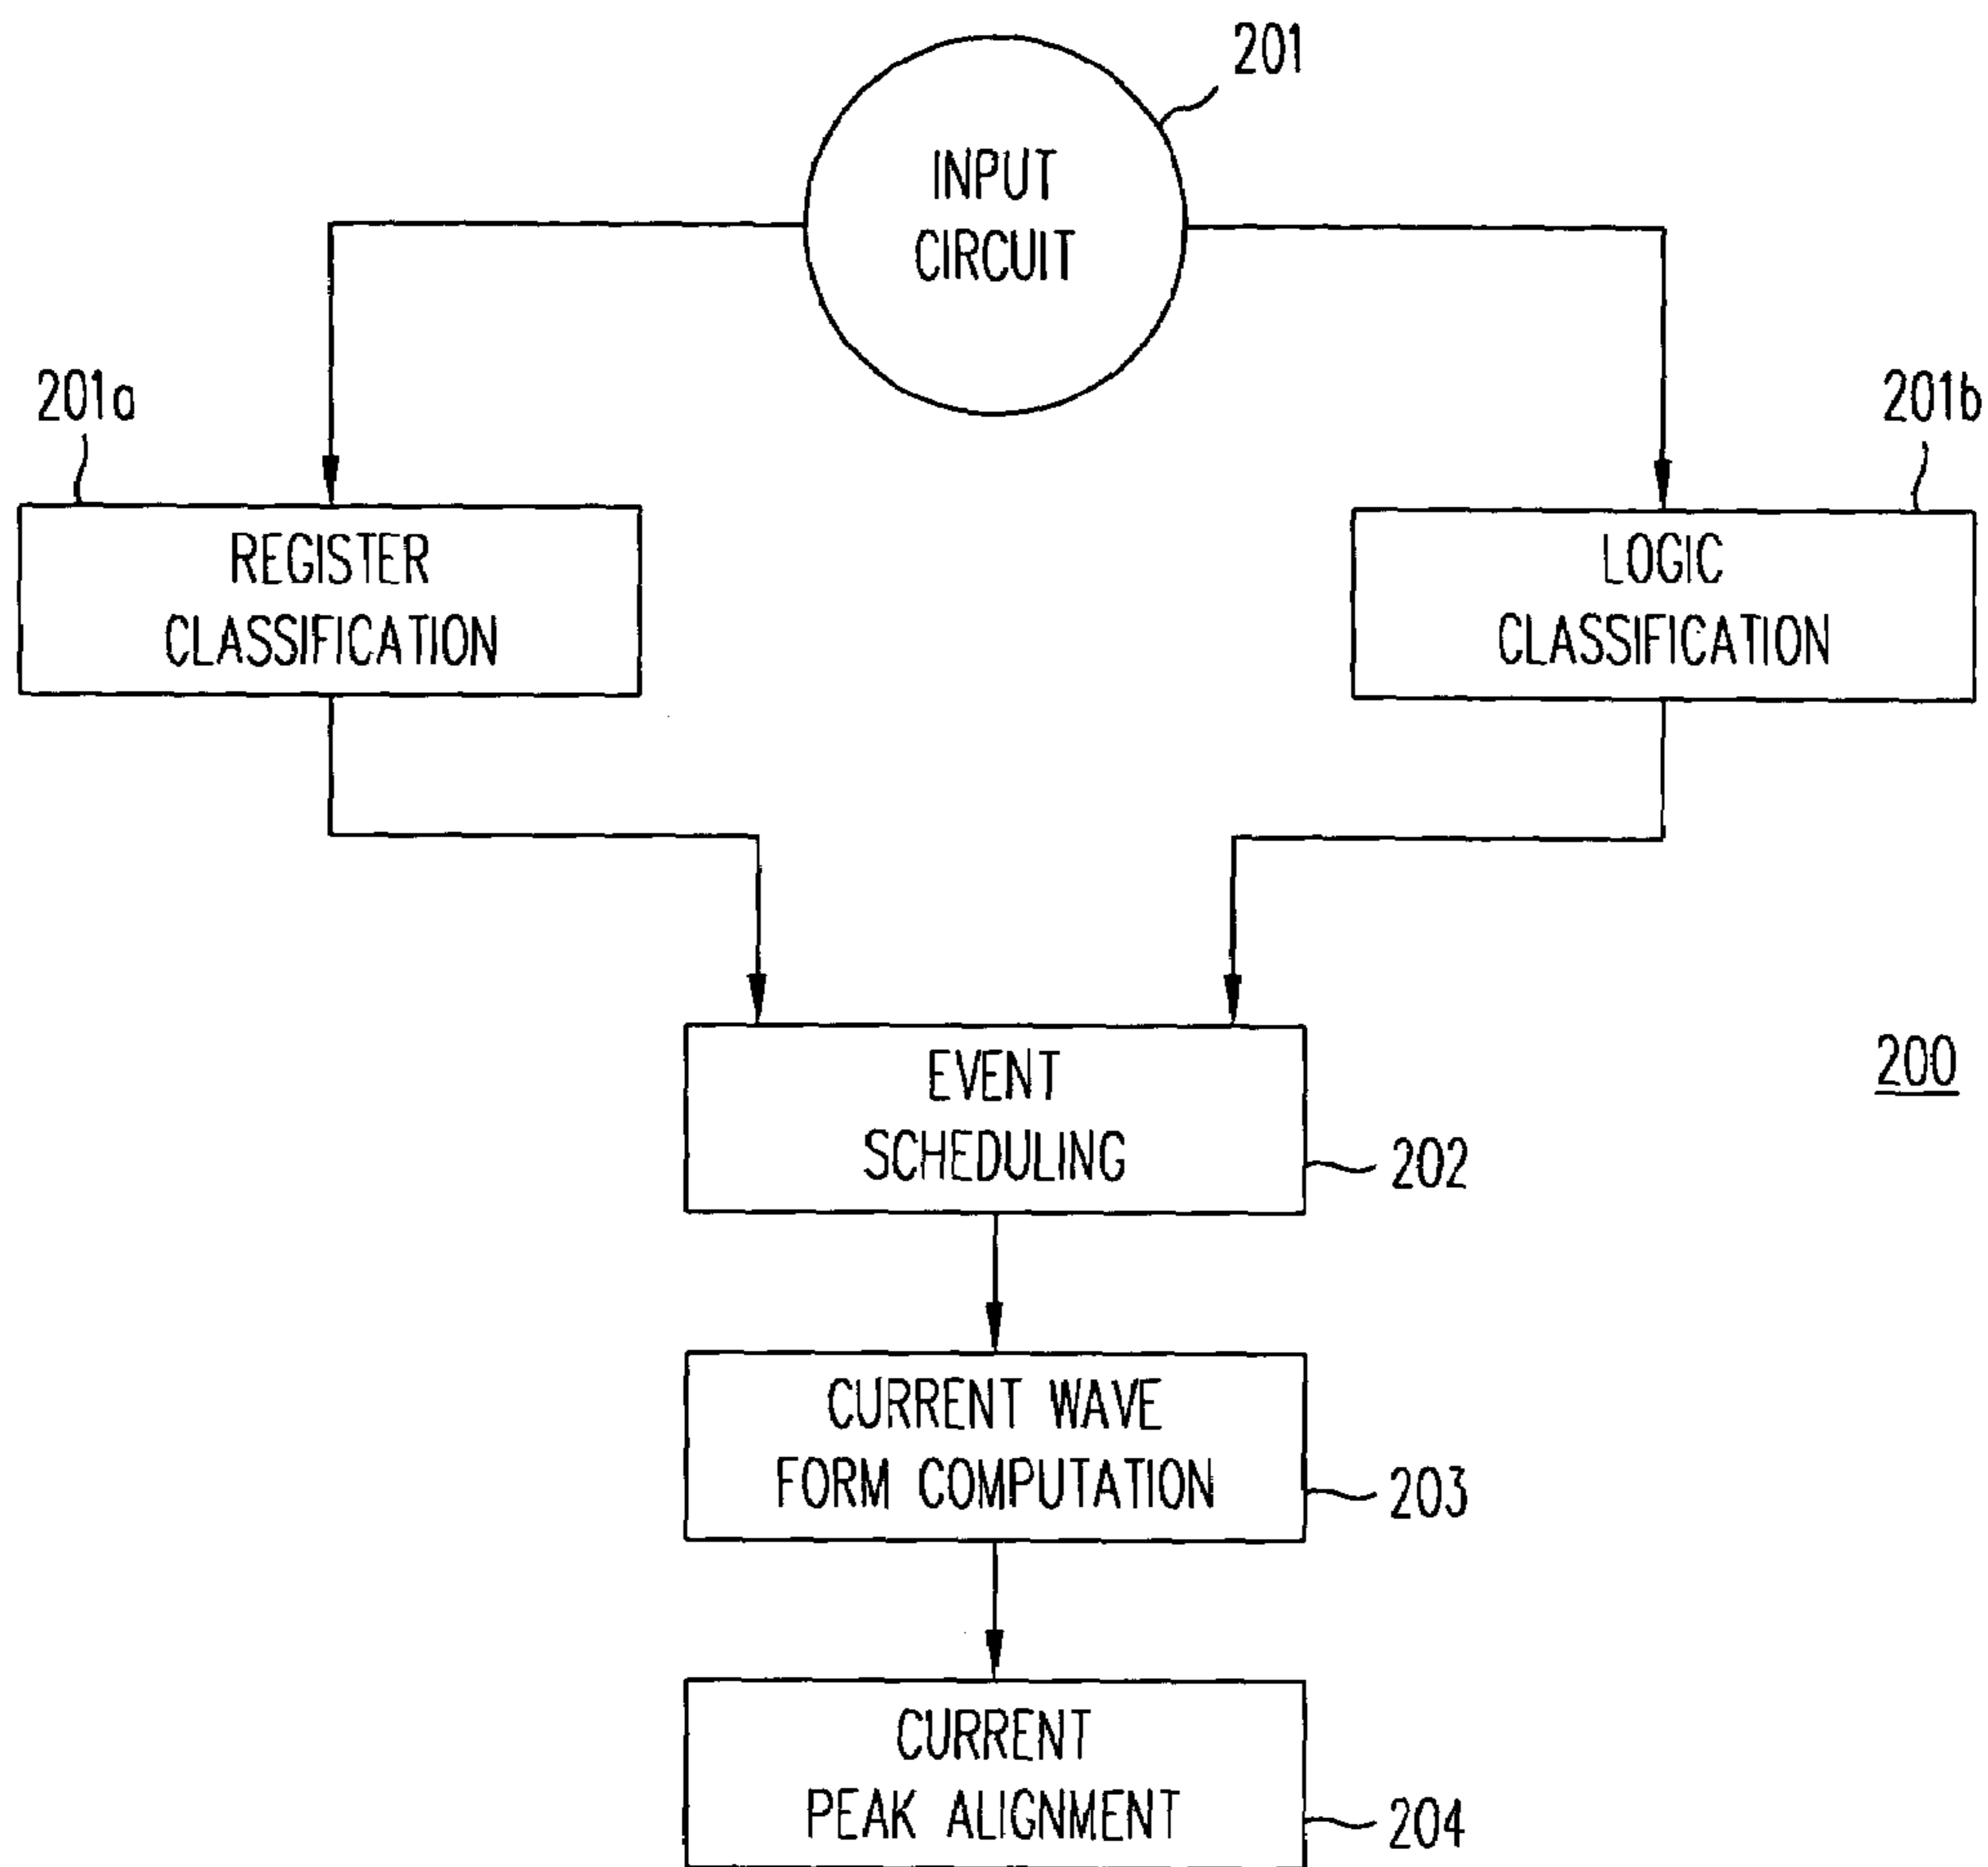 201
INPUT
CIRCUIT
201a
201b
REGISTER
CLASSIFICATION
LOGIC
CLASSIFICATION
EVENT
SCHEDULING
200
202
CURRENT WAVE
FORM COMPUTATION
203
CURRENT
PEAK ALIGNMENT
204